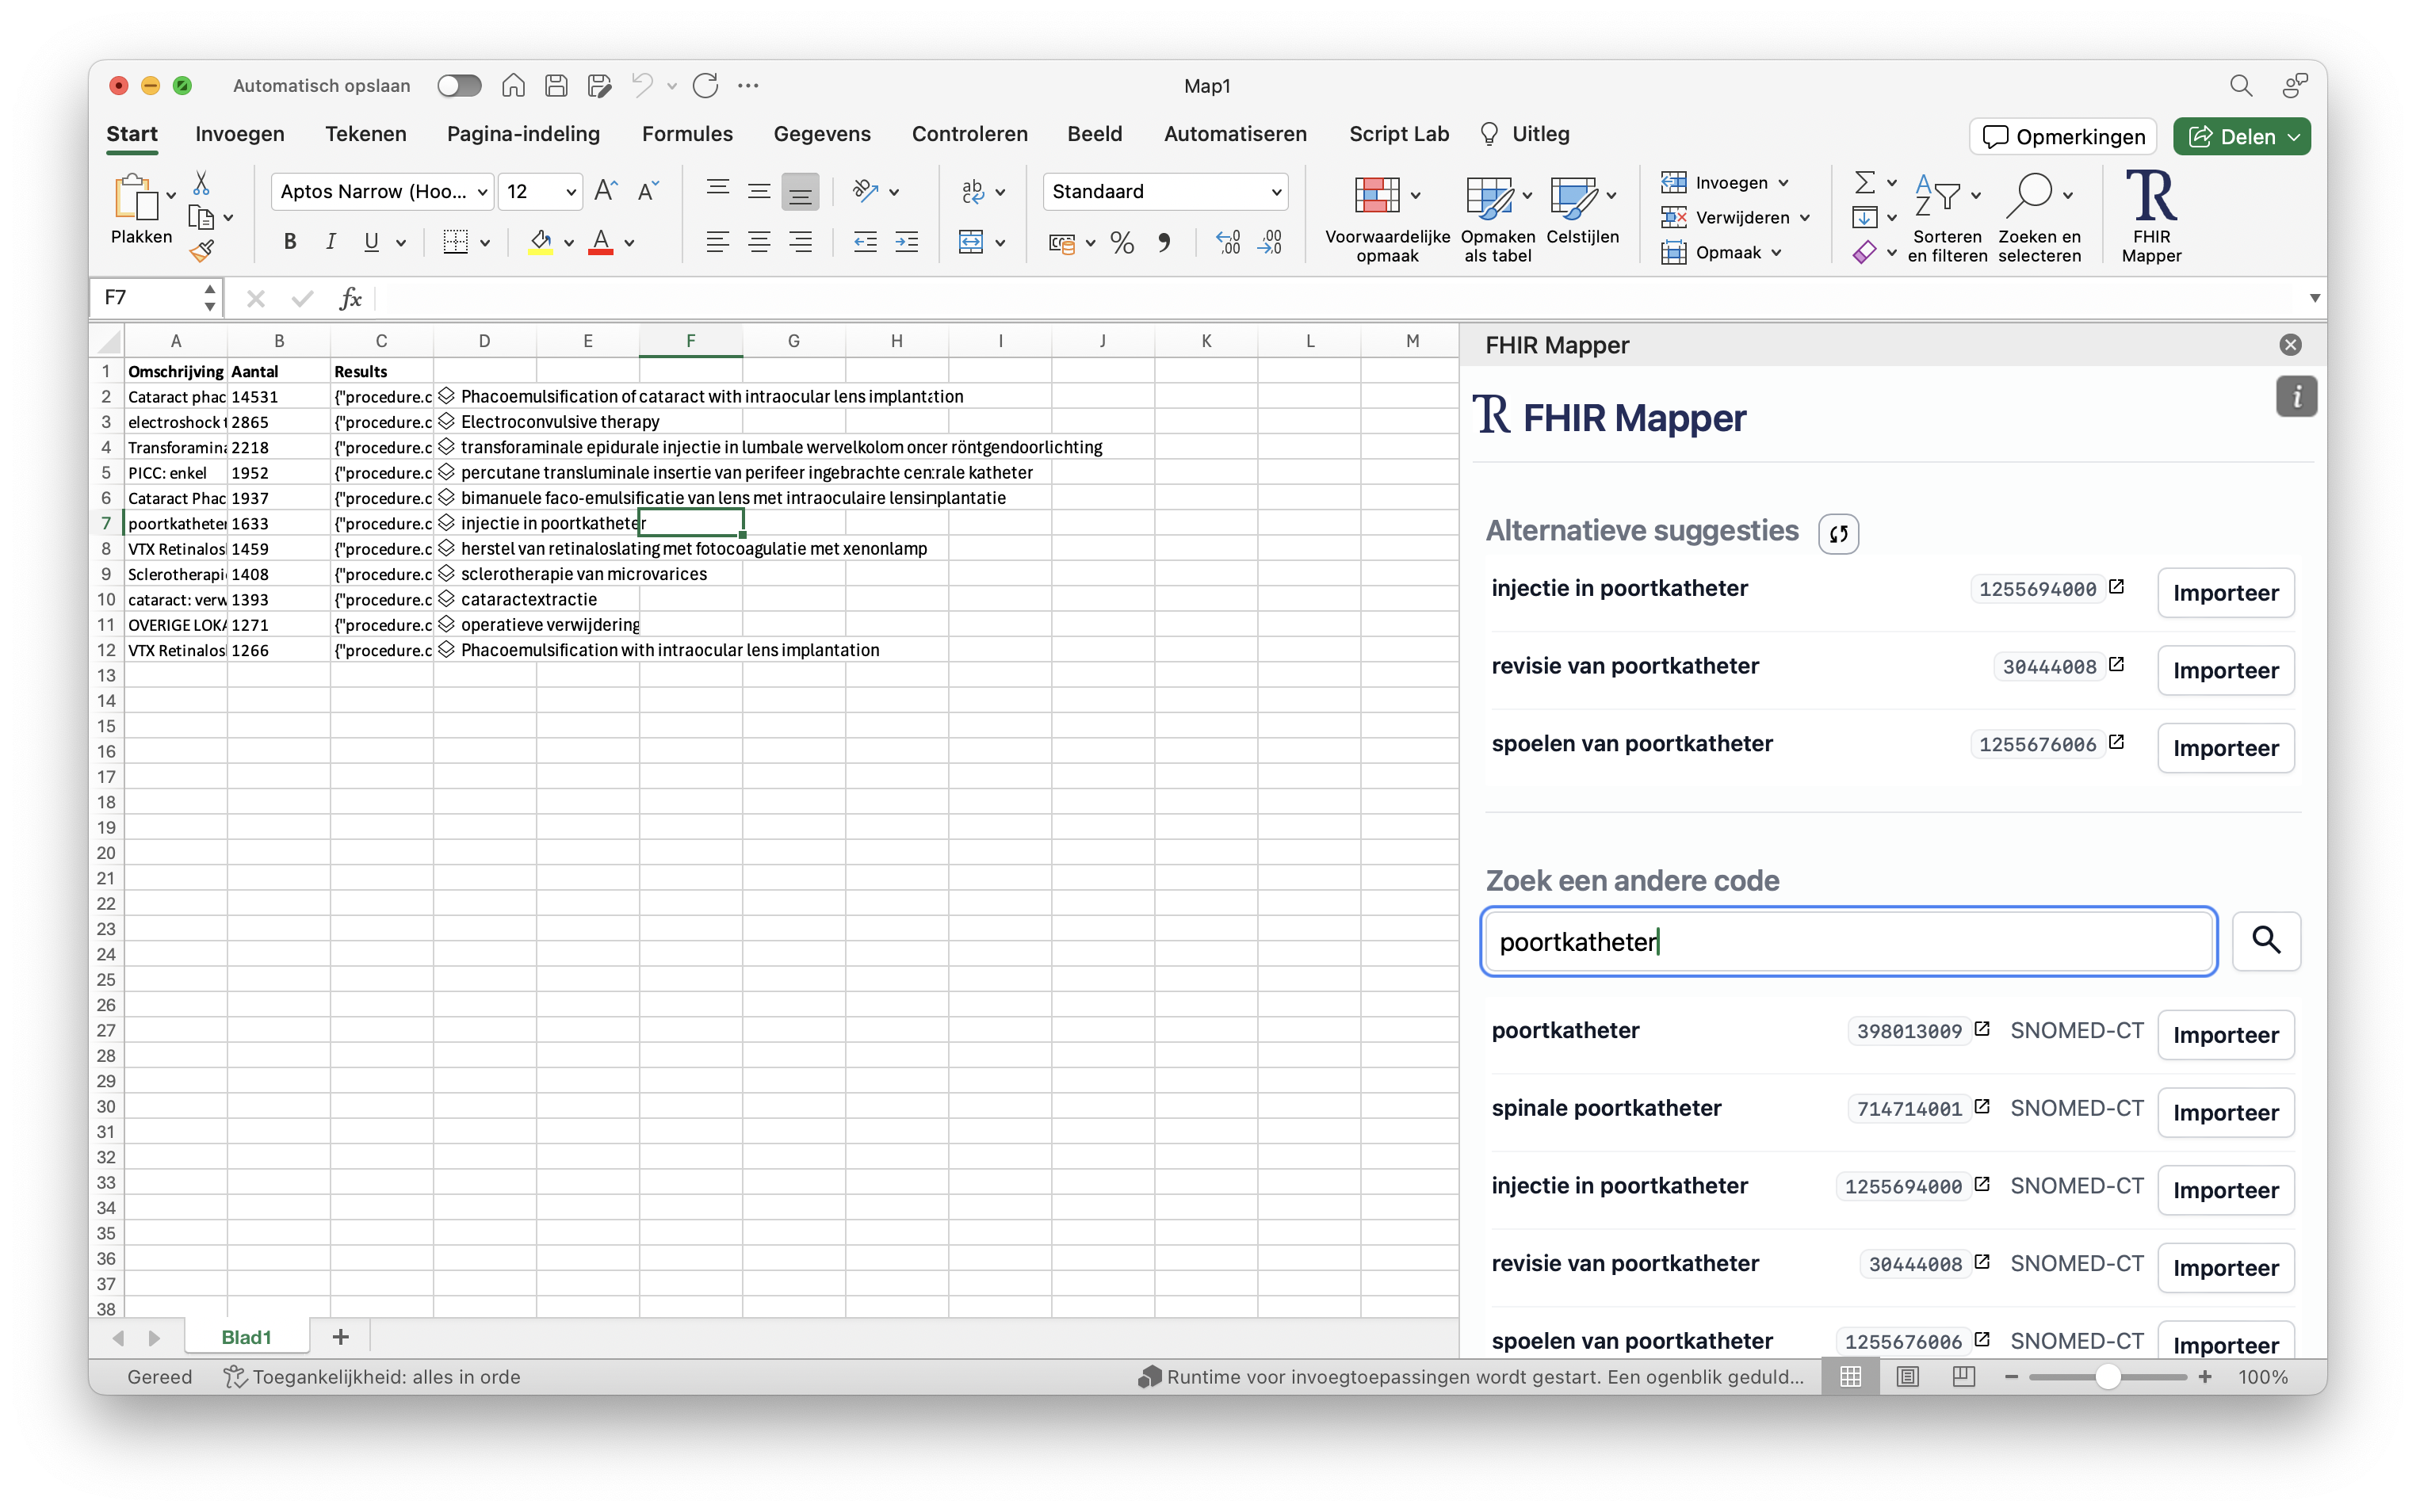 Automatisch opslaan
Map1
Start Invoegen Tekenen Pagina-indeling Formules Gegevens Controleren Beeld Automatiseren Script Lab Uitleg Opmerkingen Delen
Plakken
Aptos Narrow (Hoo... 12
Standaard
Voorwaardelijke opmaak
Opmaken als tabel
Celstijlen
Invoegen
Verwijderen
Opmaak
Sorteren en filteren
Zoeken en selecteren
FHIR Mapper
F7 fx
A B C D E F G H I J K L M
1 Omschrijving Aantal Results
2 Cataract phac 14531 {"procedure.c Phacoemulsification of cataract with intraocular lens implantation
3 electroshock t 2865 {"procedure.c Electroconvulsive therapy
4 Transforamina 2218 {"procedure.c transforaminale epidurale injectie in lumbale wervelkolom onder röntgendoorlichting
5 PICC: enkel 1952 {"procedure.c percutane transluminale insertie van perifeer ingebrachte centrale katheter
6 Cataract Phac 1937 {"procedure.c bimanuele faco-emulsificatie van lens met intraoculaire lensimplantatie
7 poortkatheter 1633 {"procedure.c injectie in poortkatheter
8 VTX Retinalosl 1459 {"procedure.c herstel van retinaloslating met fotocoagulatie met xenonlamp
9 Sclerotherapie 1408 {"procedure.c sclerotherapie van microvarices
10 cataract: verw 1393 {"procedure.c cataractextractie
11 OVERIGE LOKA 1271 {"procedure.c operatieve verwijdering
12 VTX Retinalosl 1266 {"procedure.c Phacoemulsification with intraocular lens implantation
13
14
15
16
17
18
19
20
21
22
23
24
25
26
27
28
29
30
31
32
33
34
35
36
37
38
FHIR Mapper
FHIR Mapper
Alternatieve suggesties
injectie in poortkatheter 1255694000 Importeer
revisie van poortkatheter 30444008 Importeer
spoelen van poortkatheter 1255676006 Importeer
Zoek een andere code
poortkatheter
poortkatheter 398013009 SNOMED-CT Importeer
spinale poortkatheter 714714001 SNOMED-CT Importeer
injectie in poortkatheter 1255694000 SNOMED-CT Importeer
revisie van poortkatheter 30444008 SNOMED-CT Importeer
spoelen van poortkatheter 1255676006 SNOMED-CT Importeer
Blad1
Gereed Toegankelijkheid: alles in orde Runtime voor invoegtoepassingen wordt gestart. Een ogenblik geduld... 100%